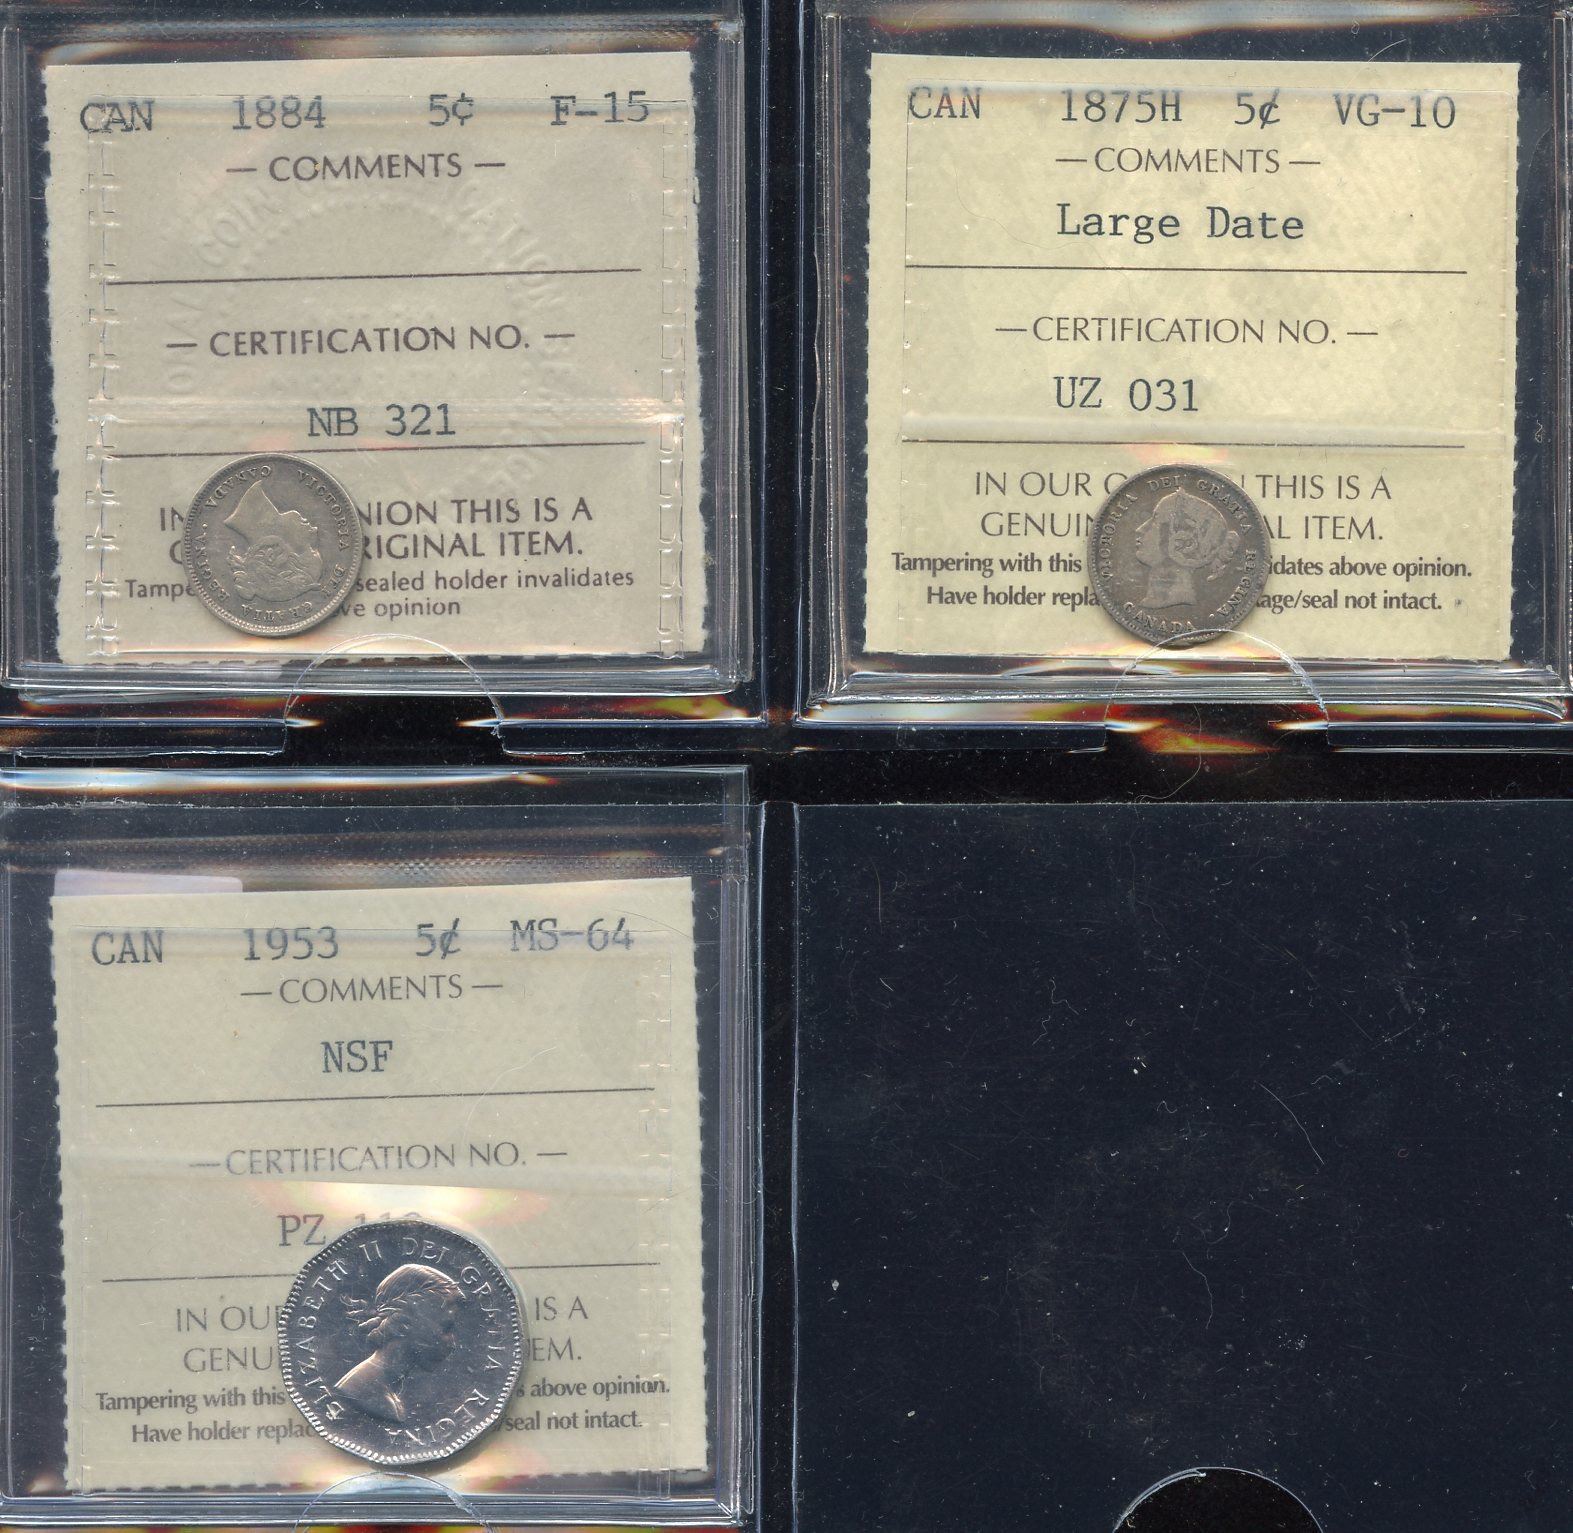 CAN 1884 5¢ F-15
— COMMENTS —
— CERTIFICATION NO. —
NB 321
NION THIS IS A
RIGINAL ITEM.
sealed holder invalidates
opinion
VICTORIA DEI GRATIA REGINA. CANADA
CAN 1875H 5¢ VG-10
— COMMENTS —
Large Date
— CERTIFICATION NO. —
UZ 031
IN OUR THIS IS A
GENUIN AL ITEM.
Tampering with this idates above opinion.
Have holder repla age/seal not intact.
VICTORIA DEI GRATIA REGINA. CANADA
CAN 1953 5¢ MS-64
— COMMENTS —
NSF
— CERTIFICATION NO. —
PZ
IN OUR IS A
GENU EM.
Tampering with this above opinion.
Have holder replac /seal not intact.
ELIZABETH II DEI GRATIA REGINA